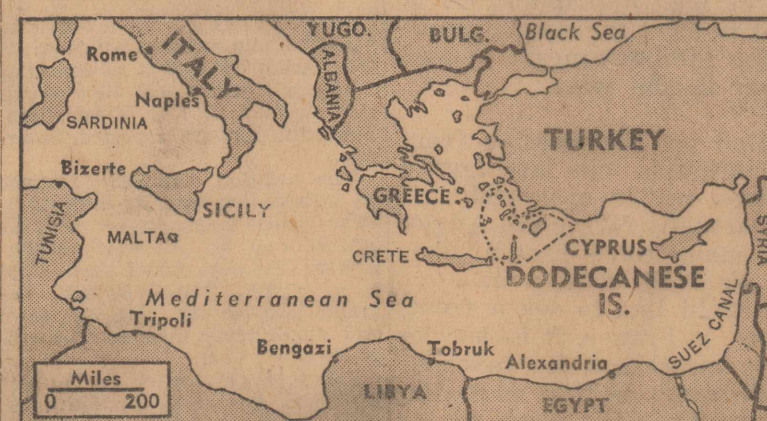 YUGO.
BULG.
Black Sea
Rome
ITALY
ALBANIA
Naples
SARDINIA
TURKEY
Bizerte
SICILY
GREECE
TUNISIA
MALTA
CRETE
CYPRUS
SYRIA
DODECANESE
IS.
Mediterranean Sea
Tripoli
SUEZ CANAL
Bengazi
Tobruk
Alexandria
Miles
0 200
LIBYA
EGYPT